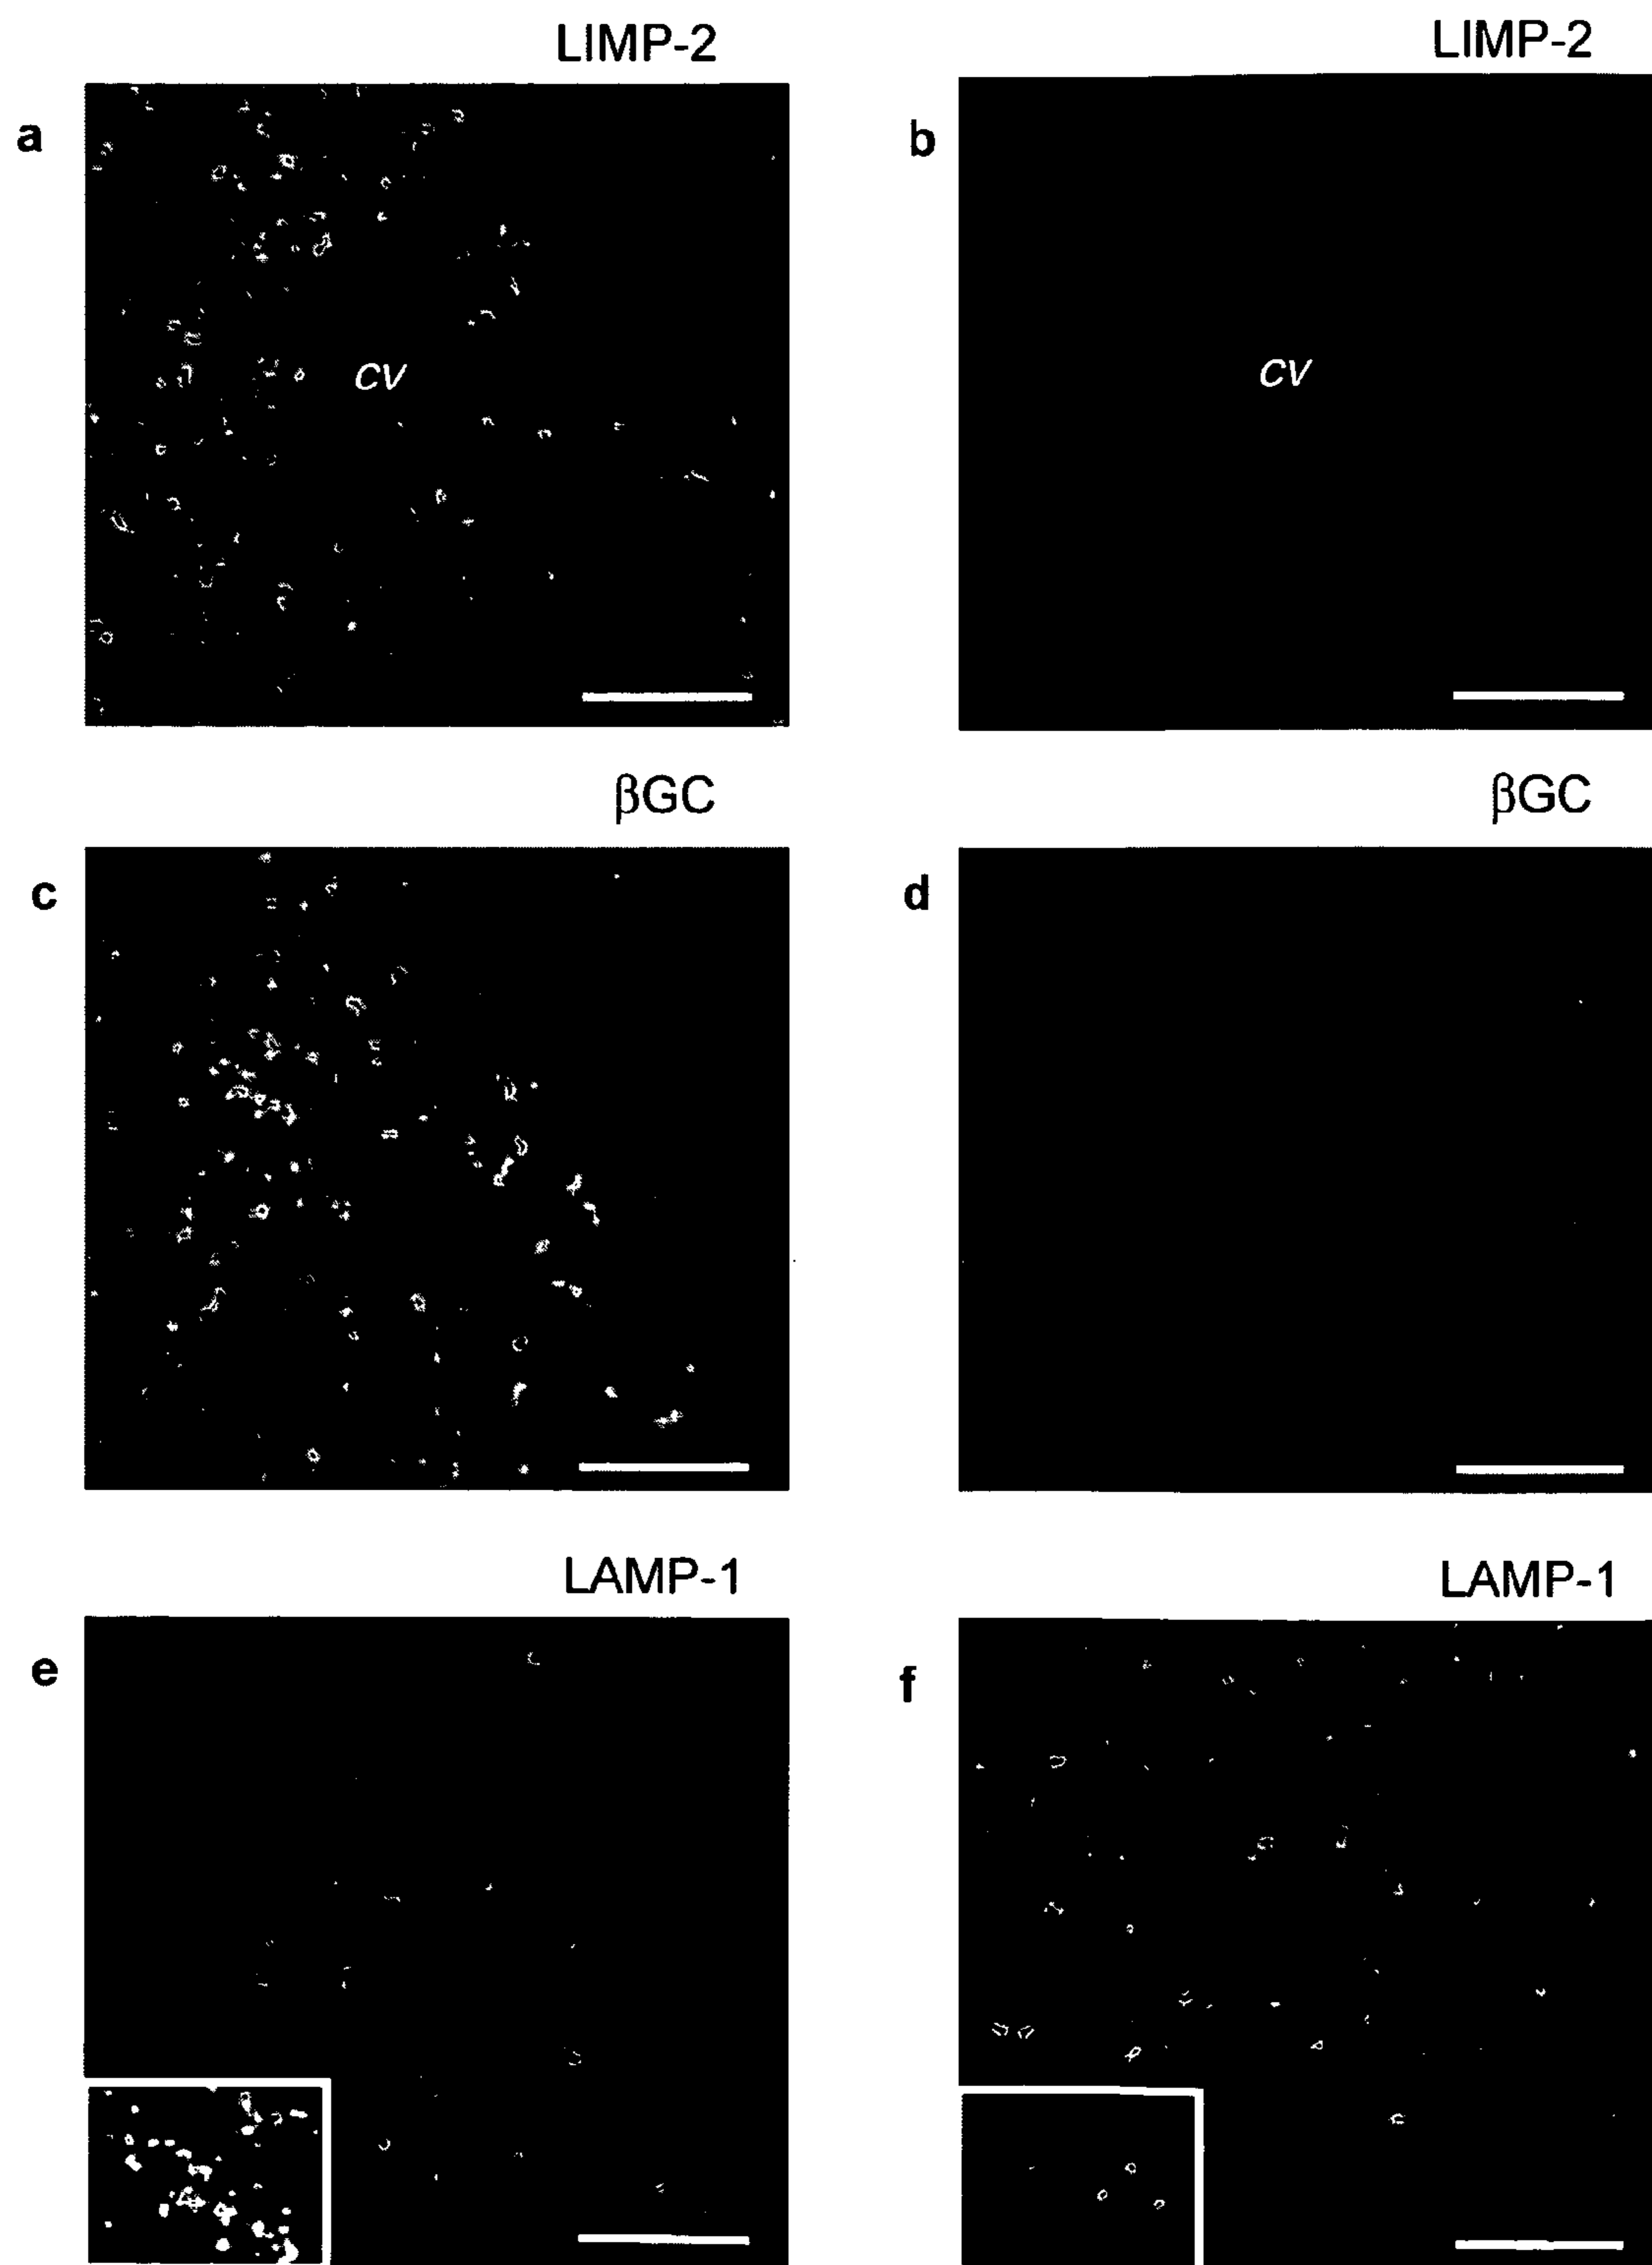 LIMP-2 LIMP-2
a b
CV CV
βGC βGC
c d
LAMP-1 LAMP-1
e f